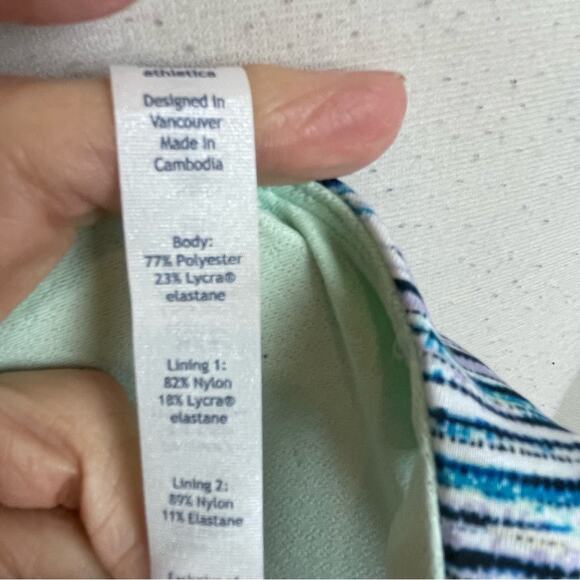 athletica
Designed in
Vancouver
Made in
Cambodia
Body:
77% Polyester
23% Lycra®
elastane
Lining 1:
82% Nylon
18% Lycra®
elastane
Lining 2:
89% Nylon
11% Elastane